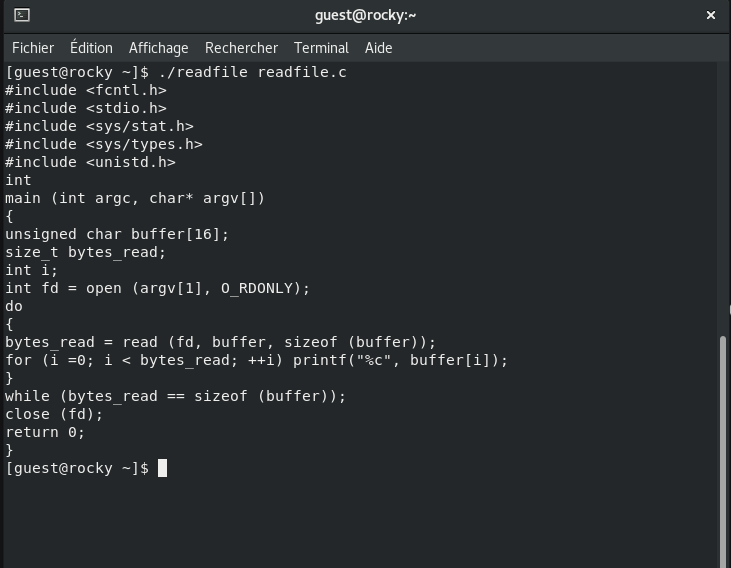 guest@rocky:~
Fichier Édition Affichage Rechercher Terminal Aide
[guest@rocky ~]$ ./readfile readfile.c
#include <fcntl.h>
#include <stdio.h>
#include <sys/stat.h>
#include <sys/types.h>
#include <unistd.h>
int
main (int argc, char* argv[])
{
unsigned char buffer[16];
size_t bytes_read;
int i;
int fd = open (argv[1], O_RDONLY);
do
{
bytes_read = read (fd, buffer, sizeof (buffer));
for (i =0; i < bytes_read; ++i) printf("%c", buffer[i]);
}
while (bytes_read == sizeof (buffer));
close (fd);
return 0;
}
[guest@rocky ~]$